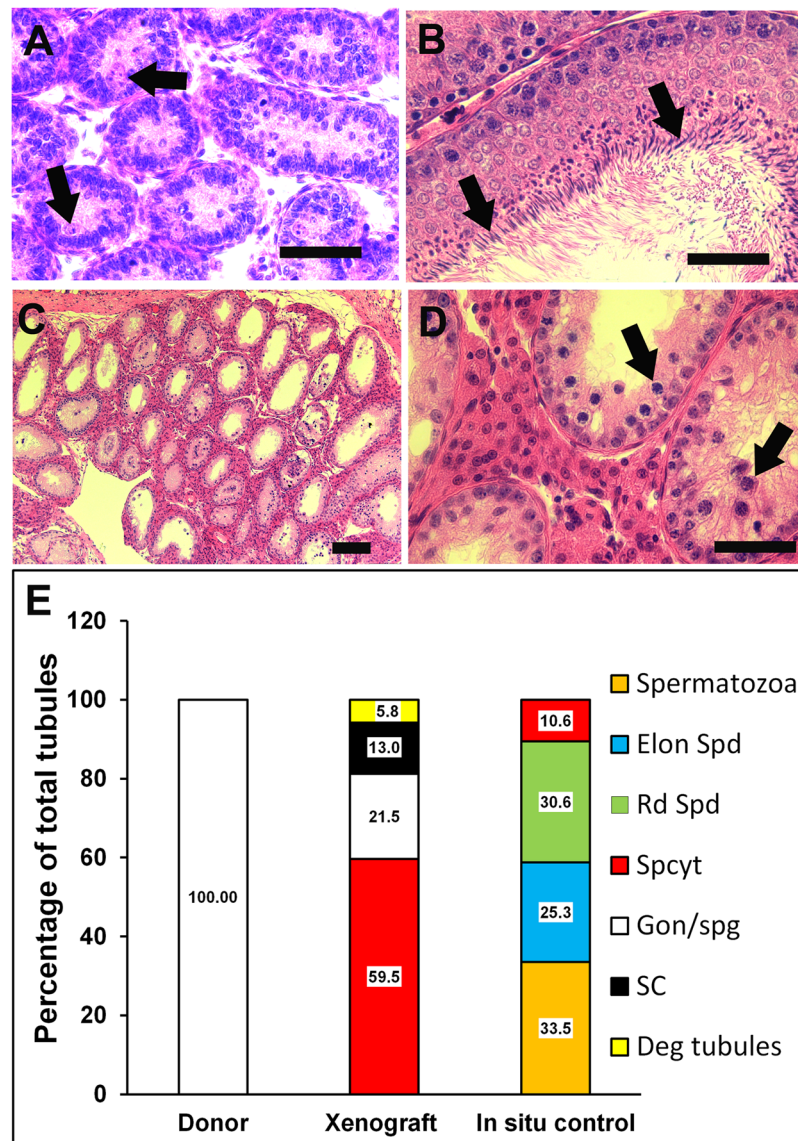 A
B
C
D
E
Percentage of total tubules
120
100
80
60
40
20
0
100.00
5.8
13.0
21.5
59.5
10.6
30.6
25.3
33.5
Donor
Xenograft
In situ control
Spermatozoa
Elon Spd
Rd Spd
Spcyt
Gon/spg
SC
Deg tubules